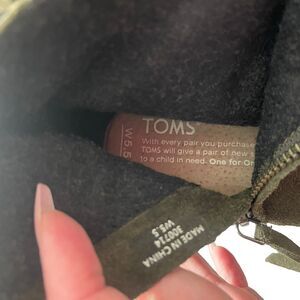 TOMS
W5.5
With every pair you purchase
TOMS will give a pair of new
to a child in need. One for
MADE IN CHINA
300714
W5.5